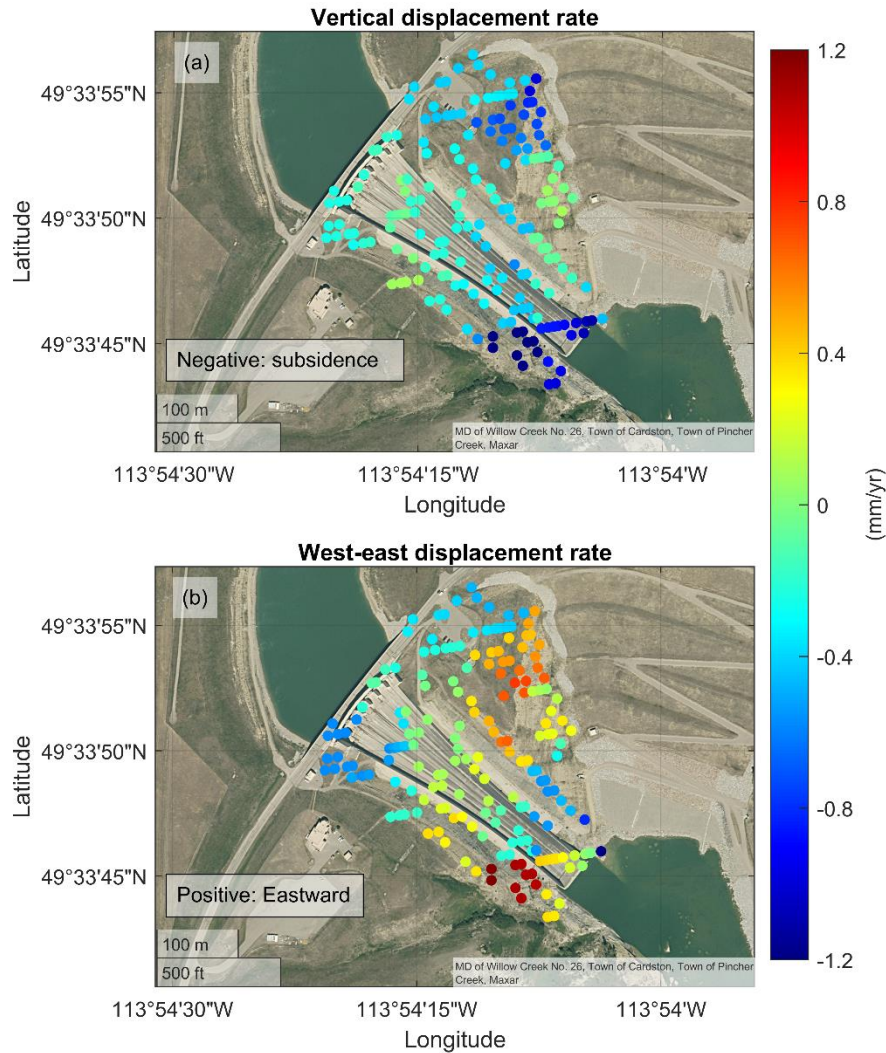 Vertical displacement rate
(a)
49°33'55"N
49°33'50"N
49°33'45"N
Latitude
Negative: subsidence
100 m
500 ft
MD of Willow Creek No. 26, Town of Cardston, Town of Pincher
Creek, Maxar
113°54'30"W
113°54'15"W
113°54'W
Longitude
West-east displacement rate
(b)
49°33'55"N
49°33'50"N
49°33'45"N
Latitude
Positive: Eastward
100 m
500 ft
MD of Willow Creek No. 26, Town of Cardston, Town of Pincher
Creek, Maxar
113°54'30"W
113°54'15"W
113°54'W
Longitude
1.2
0.8
0.4
0
-0.4
-0.8
-1.2
(mm/yr)